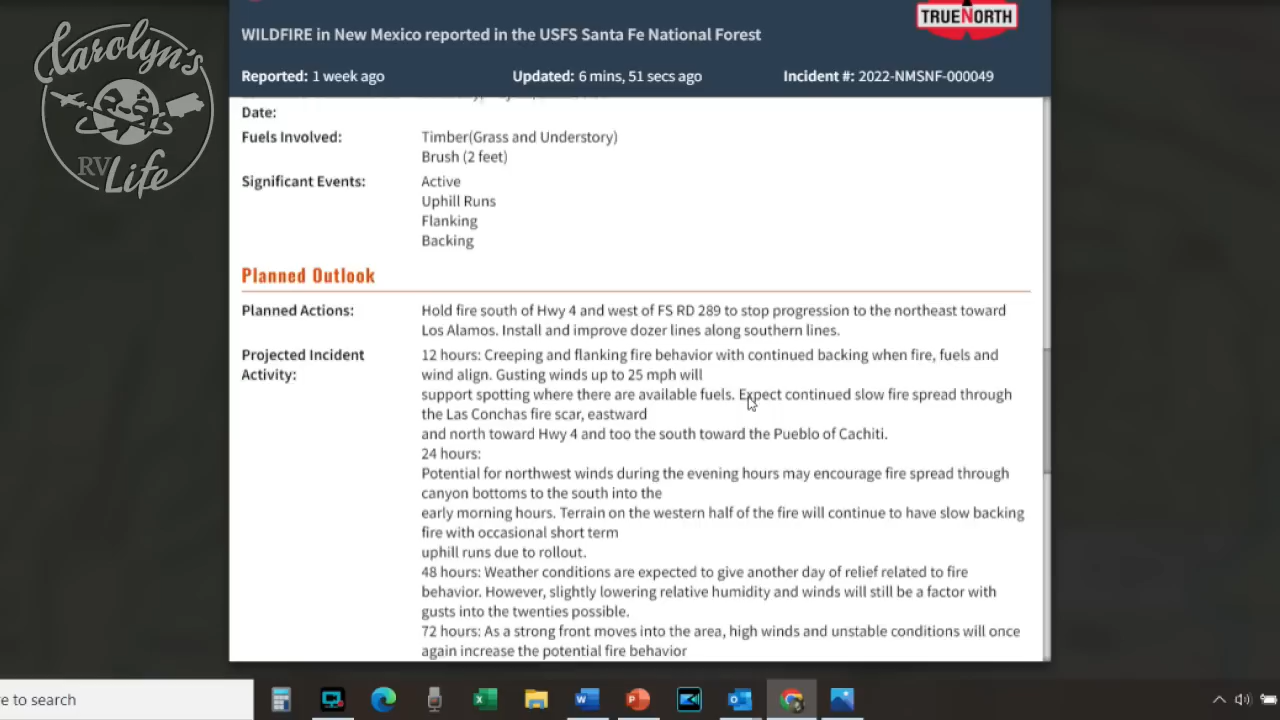 Carolyn's
RV
Life
TRUENORTH
WILDFIRE in New Mexico reported in the USFS Santa Fe National Forest
Reported: 1 week ago Updated: 6 mins, 51 secs ago Incident #: 2022-NMSNF-000049
Date:
Fuels Involved: Timber(Grass and Understory)
Brush (2 feet)
Significant Events: Active
Uphill Runs
Flanking
Backing
Planned Outlook
Planned Actions: Hold fire south of Hwy 4 and west of FS RD 289 to stop progression to the northeast toward
Los Alamos. Install and improve dozer lines along southern lines.
Projected Incident 12 hours: Creeping and flanking fire behavior with continued backing when fire, fuels and
Activity: wind align. Gusting winds up to 25 mph will
support spotting where there are available fuels. Expect continued slow fire spread through
the Las Conchas fire scar, eastward
and north toward Hwy 4 and too the south toward the Pueblo of Cachiti.
24 hours:
Potential for northwest winds during the evening hours may encourage fire spread through
canyon bottoms to the south into the
early morning hours. Terrain on the western half of the fire will continue to have slow backing
fire with occasional short term
uphill runs due to rollout.
48 hours: Weather conditions are expected to give another day of relief related to fire
behavior. However, slightly lowering relative humidity and winds will still be a factor with
gusts into the twenties possible.
72 hours: As a strong front moves into the area, high winds and unstable conditions will once
again increase the potential fire behavior
e to search